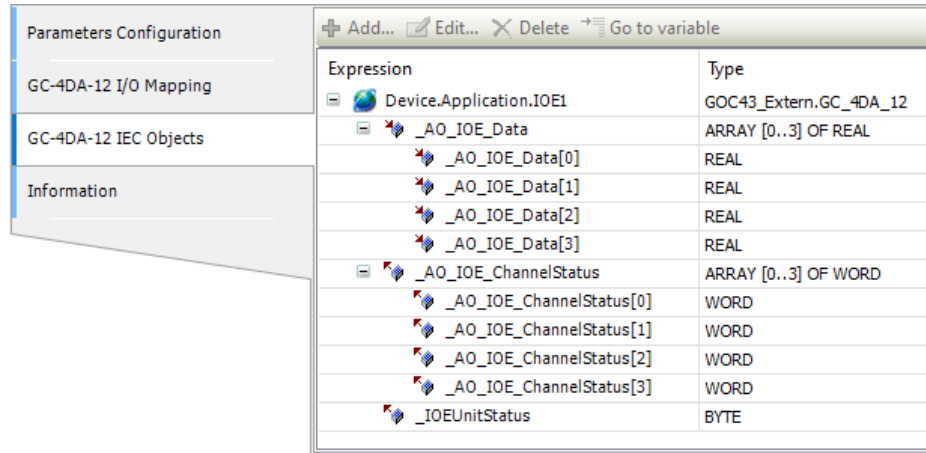 Parameters Configuration
GC-4DA-12 I/O Mapping
GC-4DA-12 IEC Objects
Information
Add... Edit... Delete Go to variable
Expression Type
Device.Application.IOE1 GOC43_Extern.GC_4DA_12
_AO_IOE_Data ARRAY [0..3] OF REAL
_AO_IOE_Data[0] REAL
_AO_IOE_Data[1] REAL
_AO_IOE_Data[2] REAL
_AO_IOE_Data[3] REAL
_AO_IOE_ChannelStatus ARRAY [0..3] OF WORD
_AO_IOE_ChannelStatus[0] WORD
_AO_IOE_ChannelStatus[1] WORD
_AO_IOE_ChannelStatus[2] WORD
_AO_IOE_ChannelStatus[3] WORD
_IOEUnitStatus BYTE